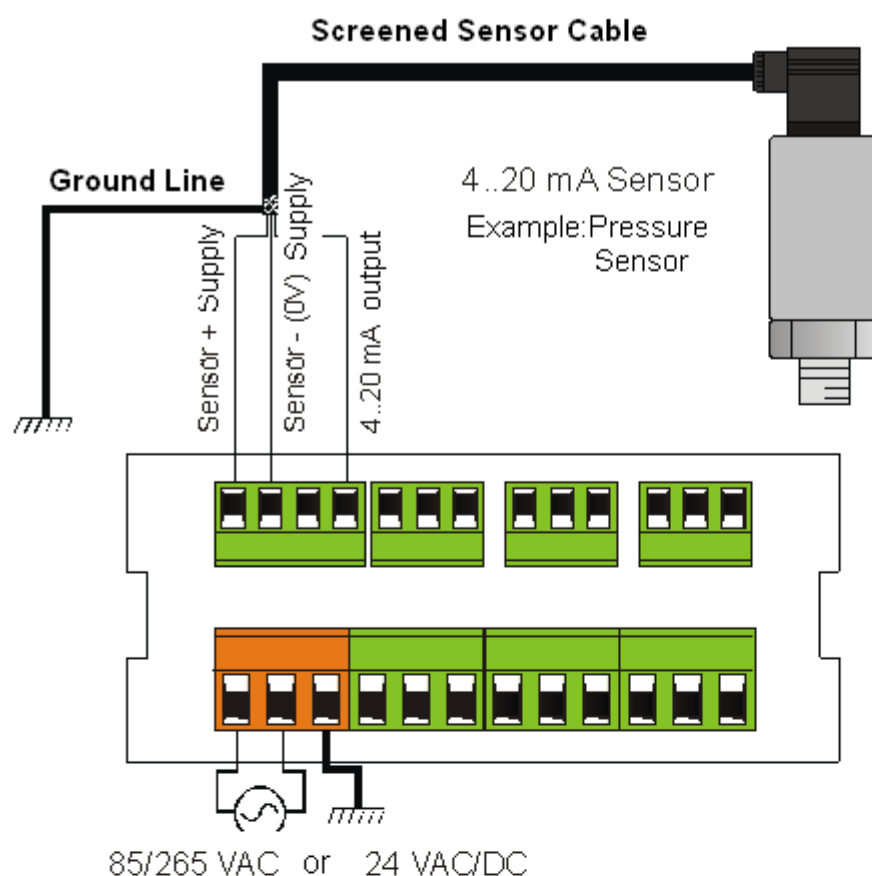 Screened Sensor Cable
Ground Line
4..20 mA Sensor
Example:Pressure
Sensor
Sensor + Supply
Sensor - (0V) Supply
4..20 mA output
85/265 VAC or 24 VAC/DC